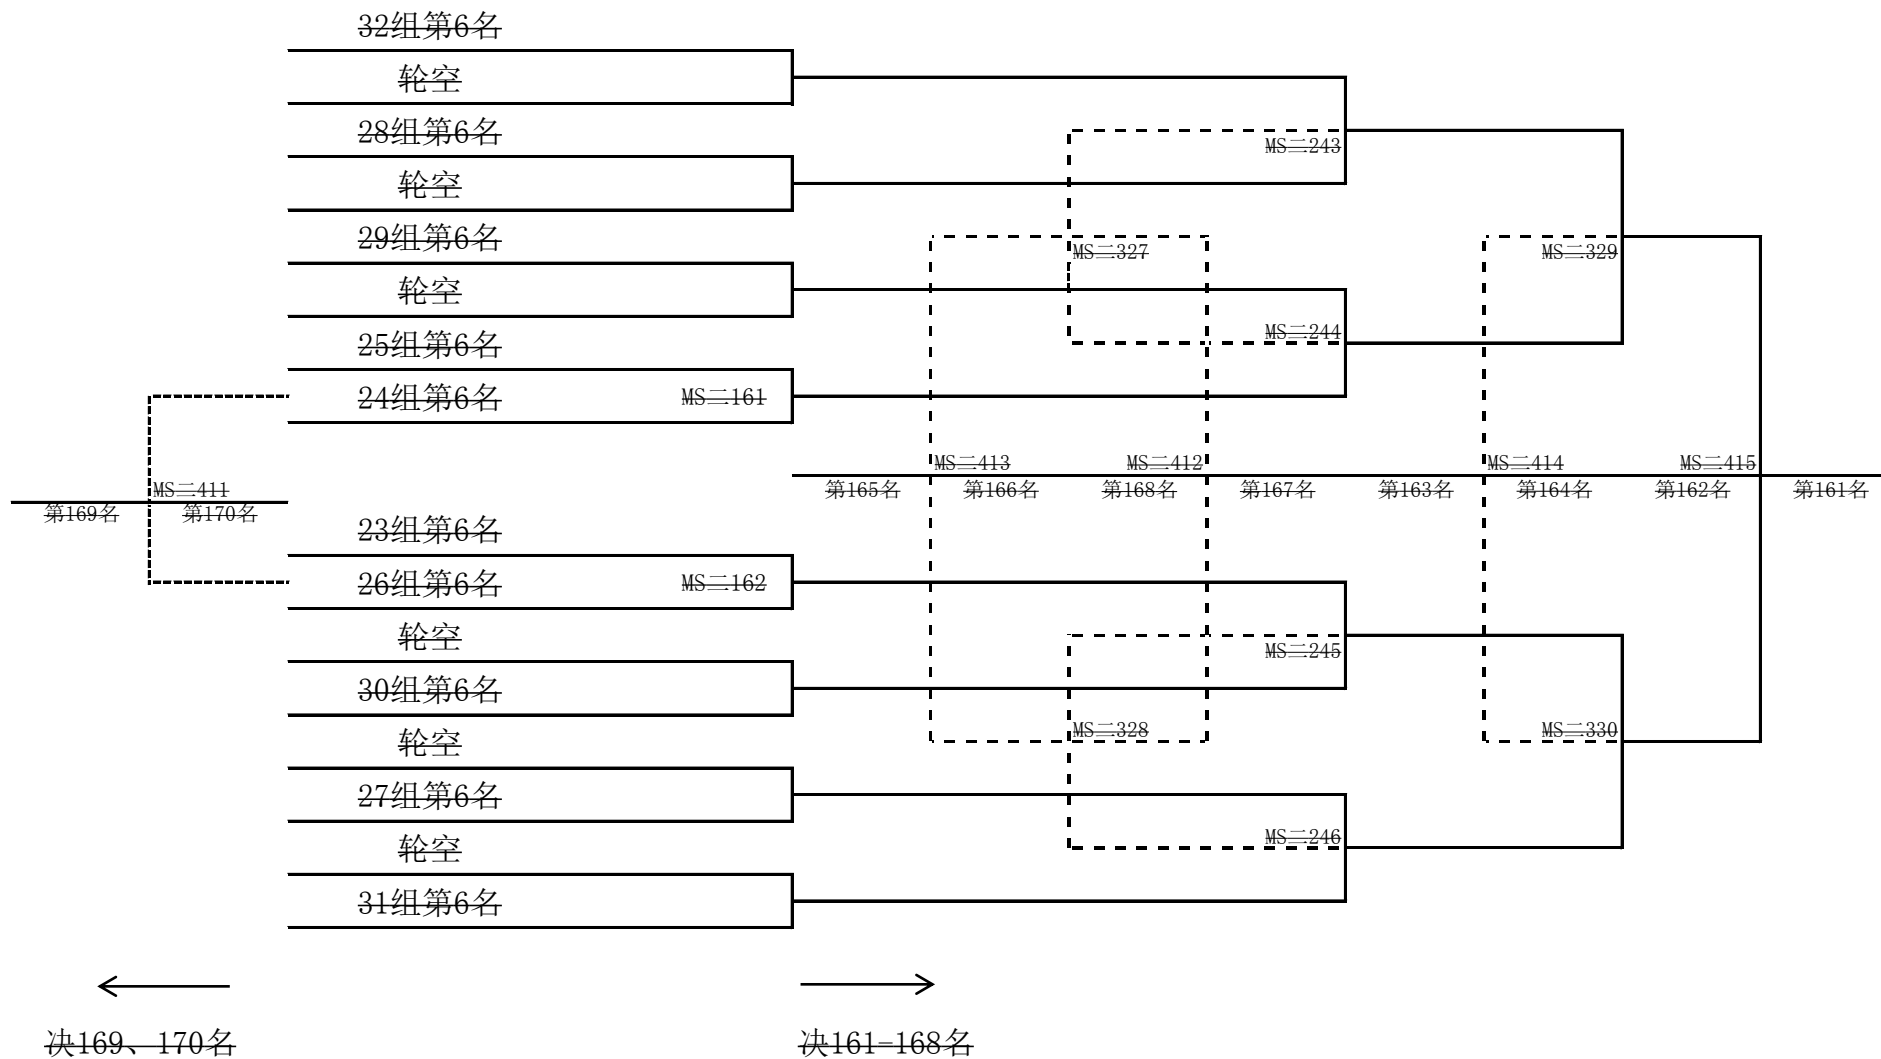 32组第6名
轮空
28组第6名
MS二243
轮空
29组第6名
MS二327
MS二329
轮空
MS二244
25组第6名
24组第6名
MS二161
MS二413
MS二412
MS二414
MS二415
第165名
第166名
第168名
第167名
第163名
第164名
第162名
第161名
MS二411
第169名
第170名
23组第6名
26组第6名
MS二162
轮空
MS二245
30组第6名
MS二328
MS二330
轮空
27组第6名
MS二246
轮空
31组第6名
决169、170名
决161-168名